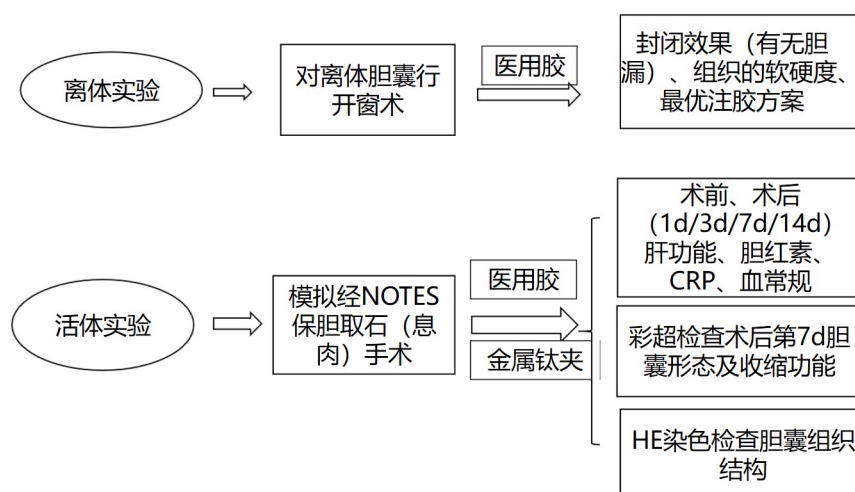 离体实验
对离体胆囊行
开窗术
医用胶
封闭效果（有无胆
漏）、组织的软硬度、
最优注胶方案
活体实验
模拟经NOTES
保胆取石（息
肉）手术
医用胶
金属钛夹
术前、术后
（1d/3d/7d/14d）
肝功能、胆红素、
CRP、血常规
彩超检查术后第7d胆
囊形态及收缩功能
HE染色检查胆囊组织
结构